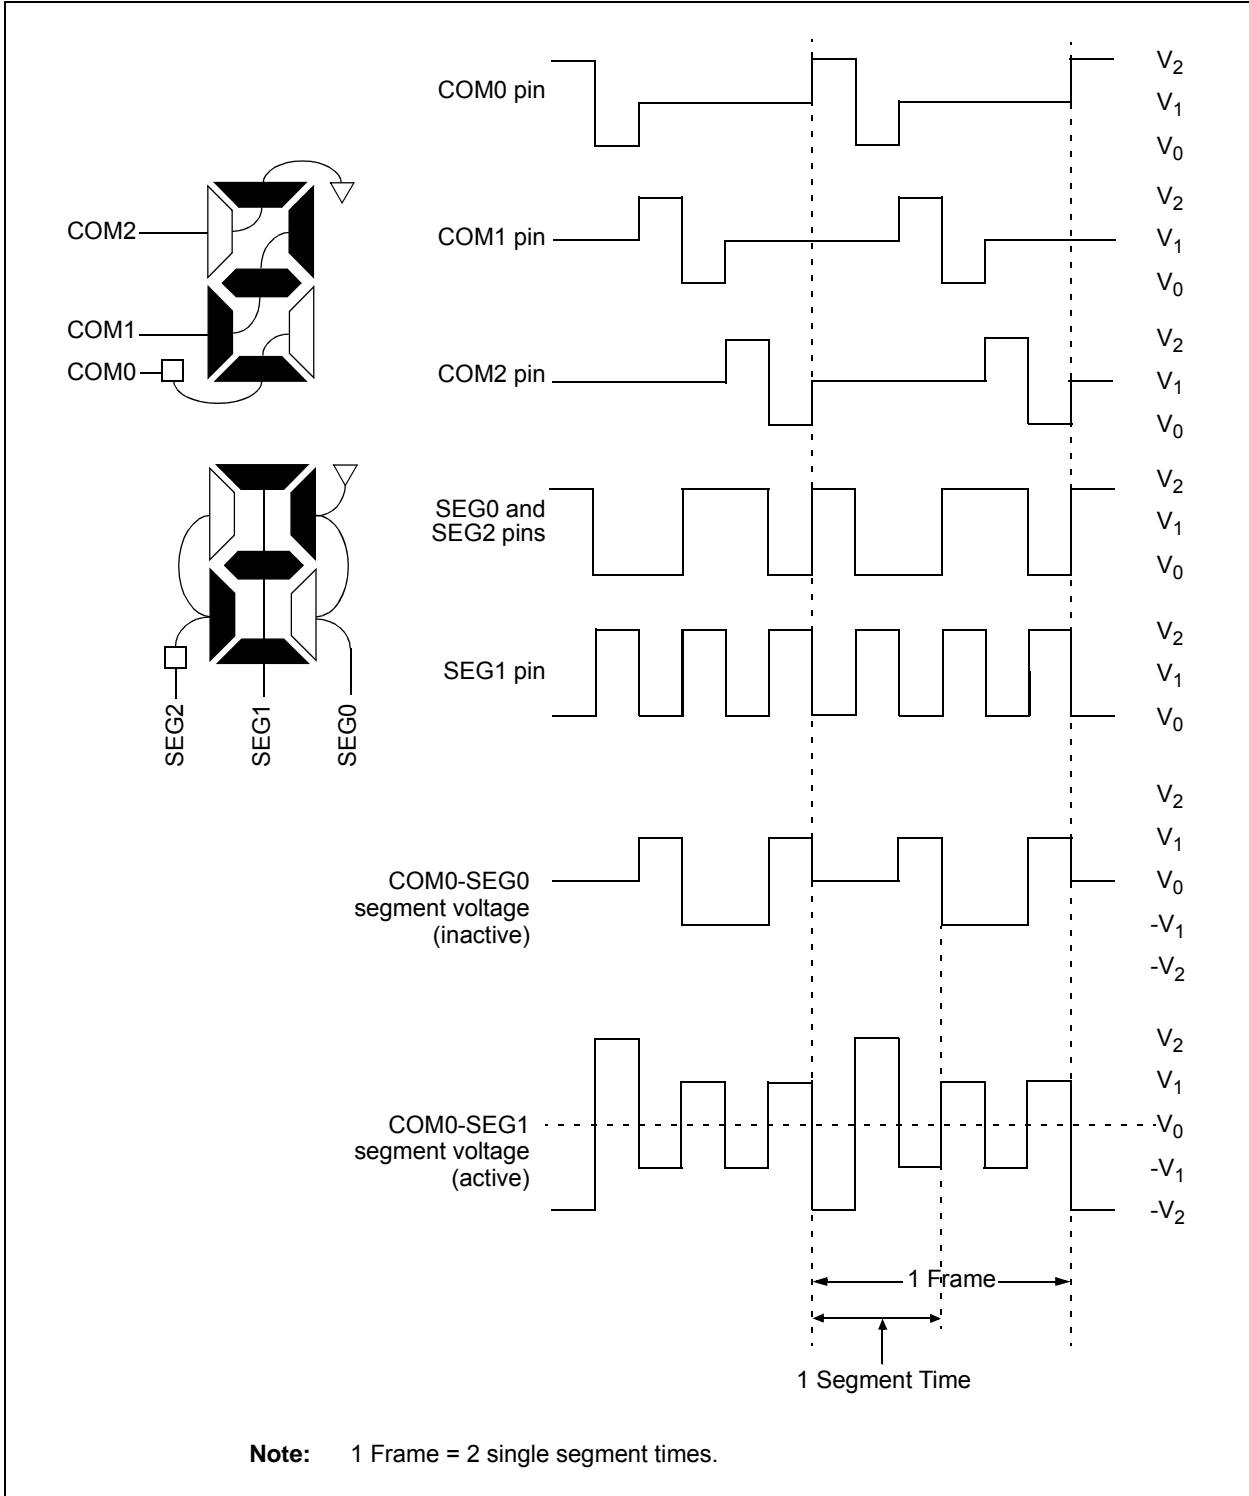 COM0 pin
V2
V1
V0
COM1 pin
V2
V1
V0
COM2
COM1
COM0
COM2 pin
V2
V1
V0
SEG0 and
SEG2 pins
V2
V1
V0
SEG2
SEG1
SEG0
SEG1 pin
V2
V1
V0
COM0-SEG0
segment voltage
(inactive)
V2
V1
V0
-V1
-V2
COM0-SEG1
segment voltage
(active)
V2
V1
V0
-V1
-V2
1 Frame
1 Segment Time
Note: 1 Frame = 2 single segment times.